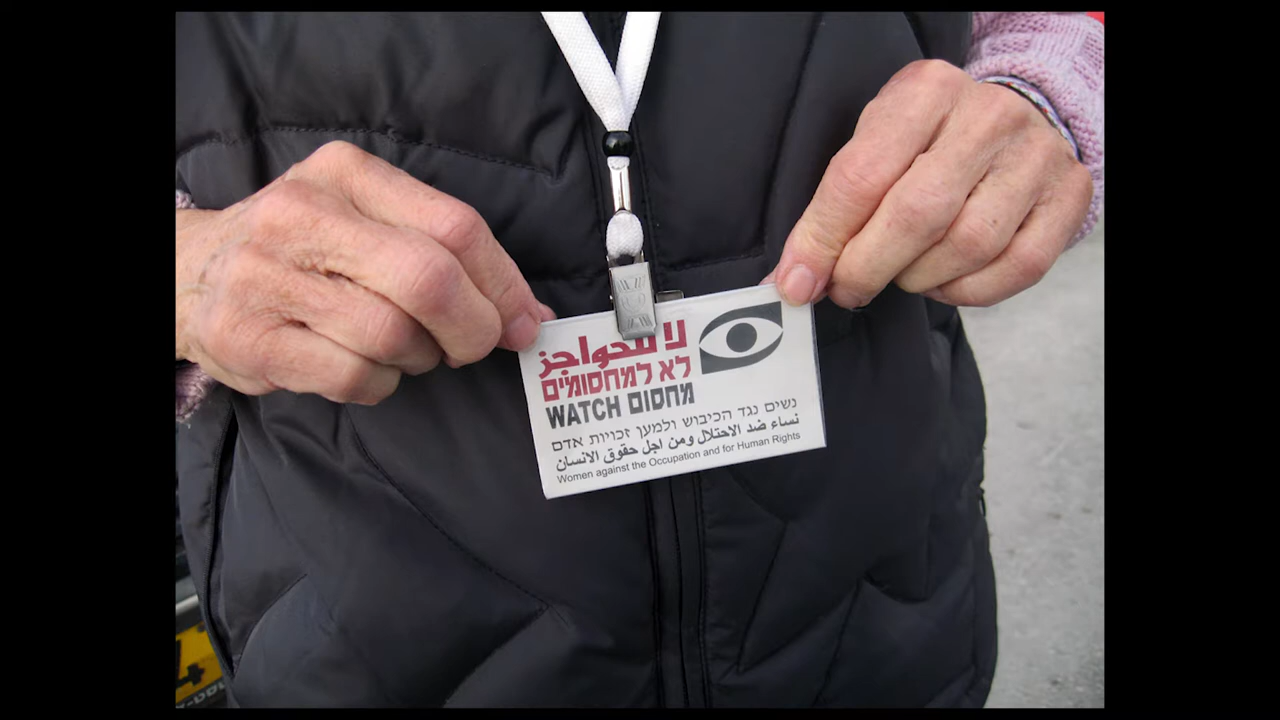 لا للحواجز
לא למחסומים
מחסום WATCH
נשים נגד הכיבוש ולמען זכויות אדם
نساء ضد الاحتلال ومن اجل حقوق الانسان
Women against the Occupation and for Human Rights